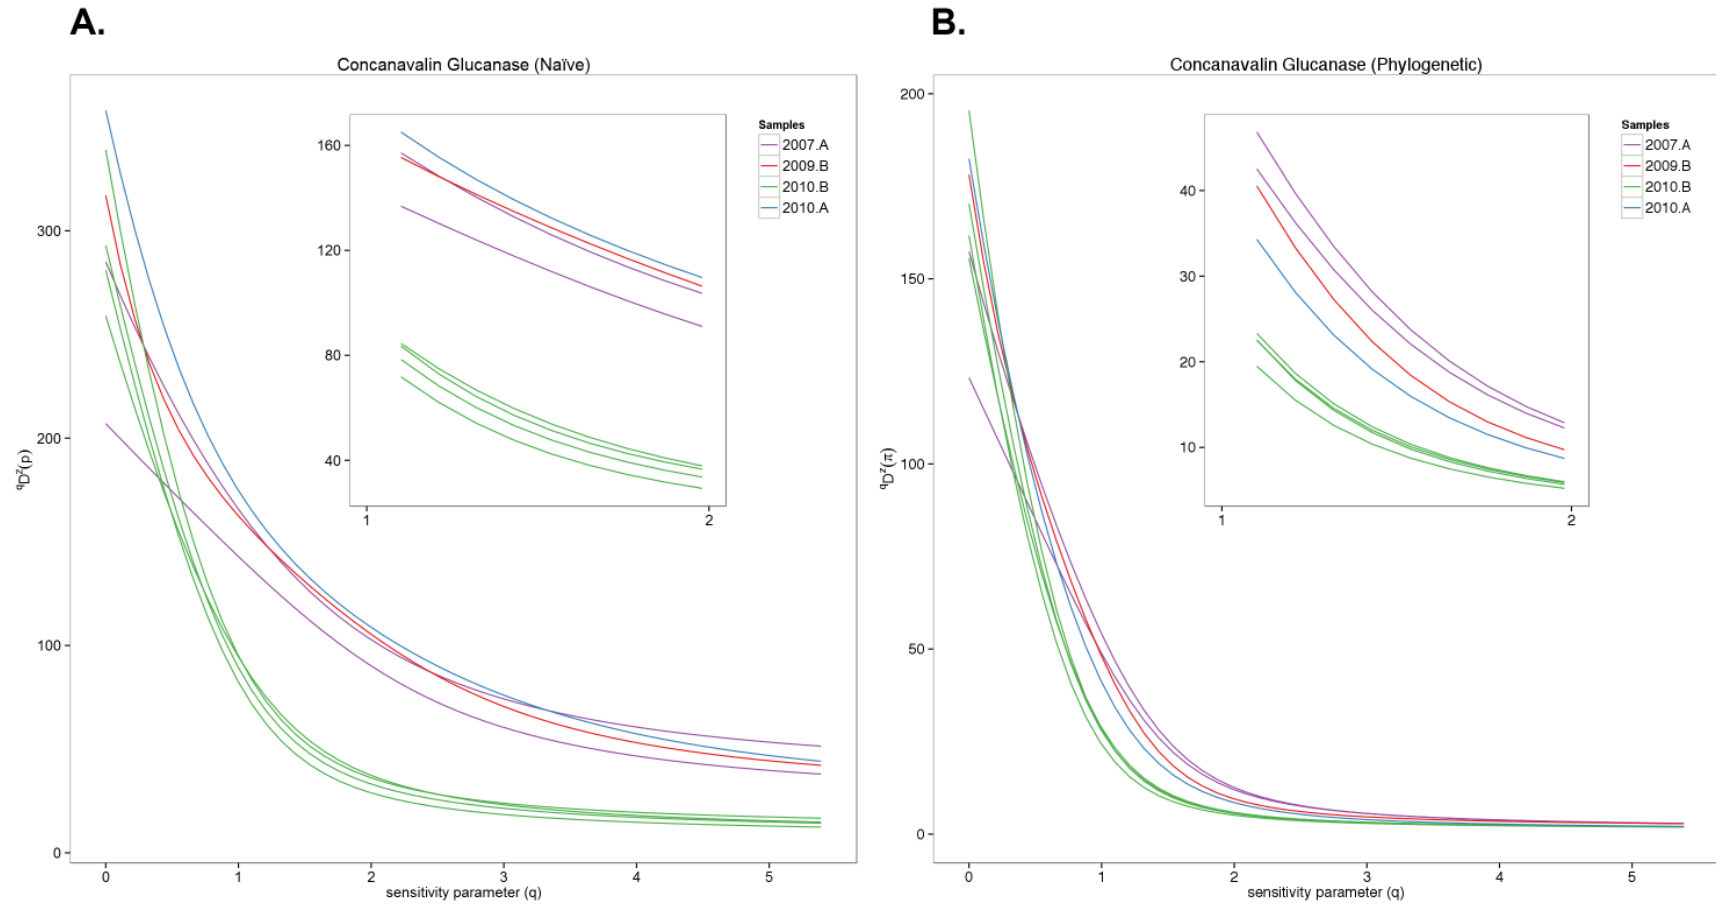 A.
Concanavalin Glucanase (Naïve)
300
200
100
0
qDz(p)
0 1 2 3 4 5
sensitivity parameter (q)
160
120
80
40
1 2
Samples
2007.A
2009.B
2010.B
2010.A
B.
Concanavalin Glucanase (Phylogenetic)
200
150
100
50
0
qDz(π)
0 1 2 3 4 5
sensitivity parameter (q)
40
30
20
10
1 2
Samples
2007.A
2009.B
2010.B
2010.A